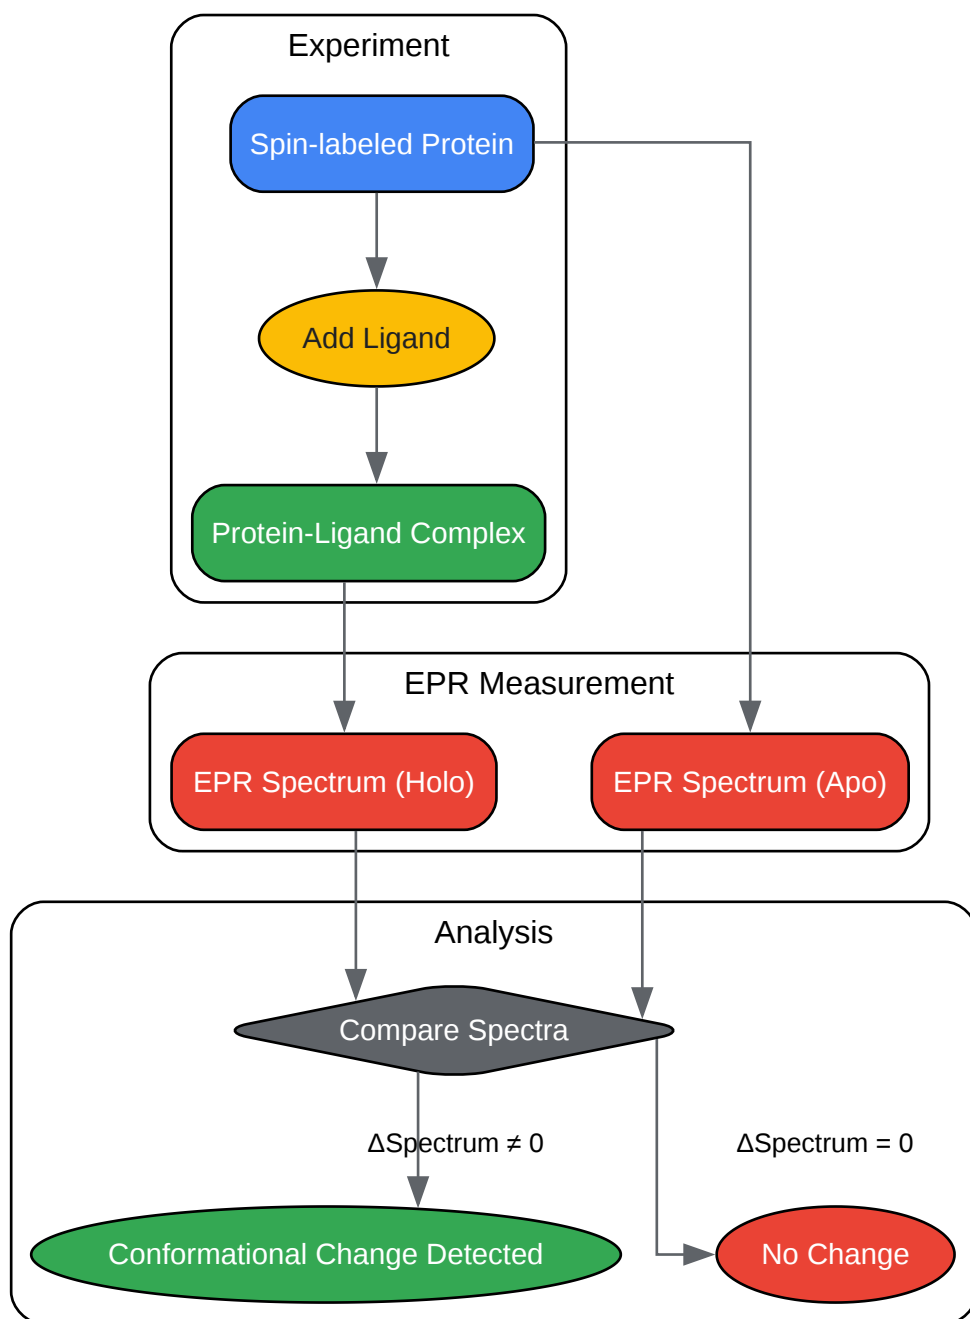 Experiment
Spin-labeled Protein
Add Ligand
Protein-Ligand Complex
EPR Measurement
EPR Spectrum (Holo)
EPR Spectrum (Apo)
Analysis
Compare Spectra
ΔSpectrum ≠ 0
ΔSpectrum = 0
Conformational Change Detected
No Change